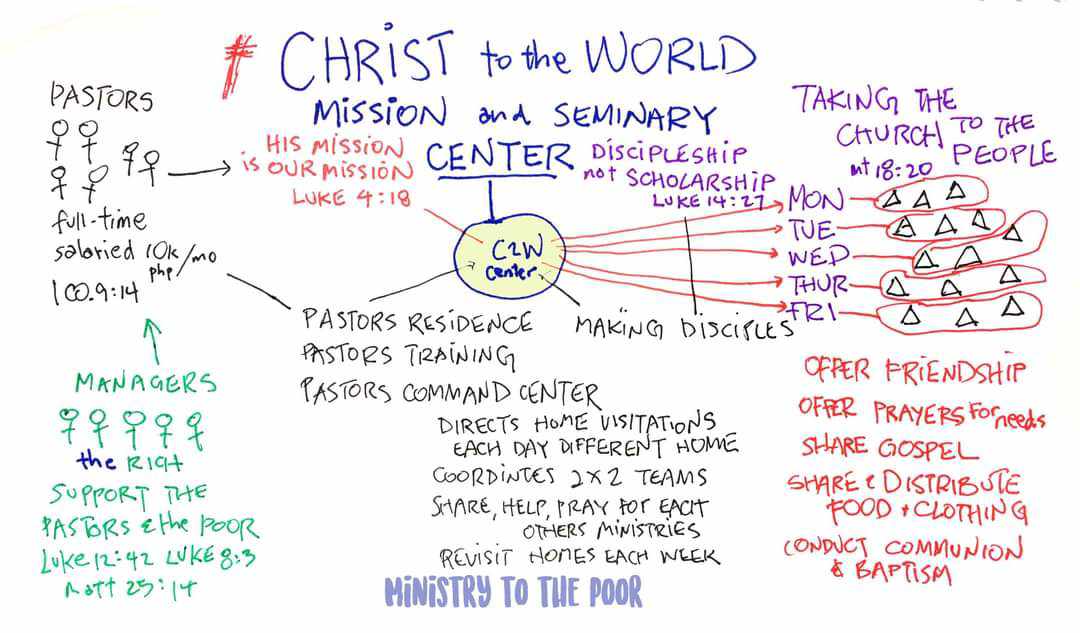 CHRIST to the WORLD
MISSION and SEMINARY
CENTER
PASTORS
full-time
salaried 10k/mo
php
1 CO.9:14
HIS MISSION
is OUR MISSION
LUKE 4:18
DISCIPLESHIP
not SCHOLARSHIP
LUKE 14:27
TAKING THE
CHURCH TO THE
PEOPLE
mt 18:20
MON
TUE
WED
THUR
FRI
C2W
Center
MAKING DISCIPLES
PASTORS RESIDENCE
PASTORS TRAINING
PASTORS COMMAND CENTER
DIRECTS HOME VISITATIONS
EACH DAY DIFFERENT HOME
COORDINTES 2X2 TEAMS
SHARE, HELP, PRAY FOR EACH
OTHERS MINISTRIES
REVISIT HOMES EACH WEEK
MANAGERS
the RICH
SUPPORT THE
PASTORS & the POOR
Luke 12:42 LUKE 8:3
Matt 25:14
OFFER FRIENDSHIP
OFFER PRAYERS For needs
SHARE GOSPEL
SHARE & DISTRIBUTE
FOOD + CLOTHING
CONDUCT COMMUNION
& BAPTISM
MINISTRY TO THE POOR